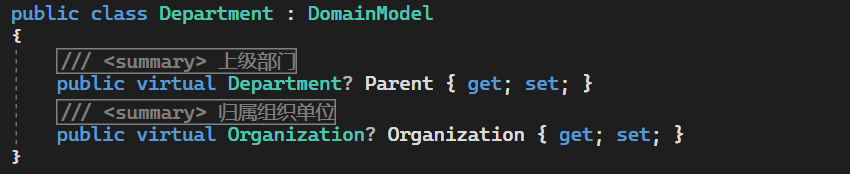 public class Department : DomainModel
{
/// <summary> 上级部门
public virtual Department? Parent { get; set; }
/// <summary> 归属组织单位
public virtual Organization? Organization { get; set; }
}